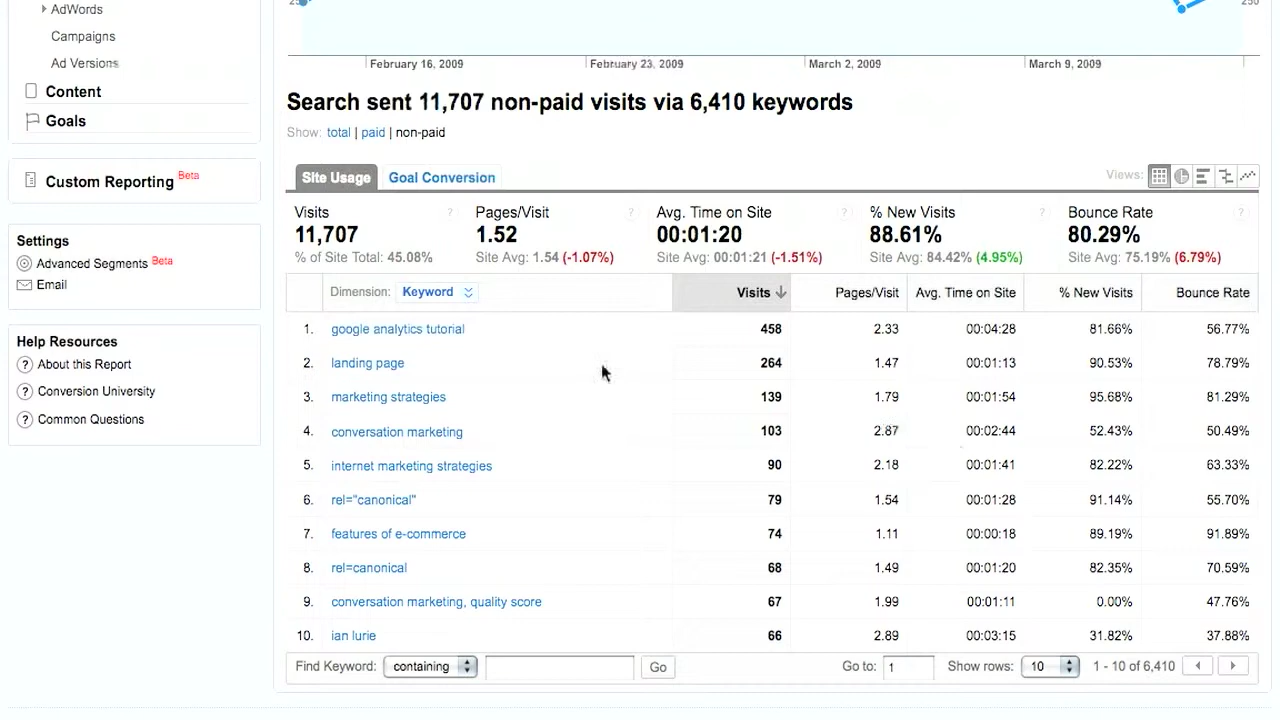 AdWords
Campaigns
Ad Versions
Content
Goals
Custom Reporting Beta
Settings
Advanced Segments Beta
Email
Help Resources
About this Report
Conversion University
Common Questions
250
February 16, 2009 February 23, 2009 March 2, 2009 March 9, 2009
Search sent 11,707 non-paid visits via 6,410 keywords
Show: total | paid | non-paid
Site Usage Goal Conversion Views:
Visits ? Pages/Visit ? Avg. Time on Site ? % New Visits ? Bounce Rate ?
11,707 1.52 00:01:20 88.61% 80.29%
% of Site Total: 45.08% Site Avg: 1.54 (-1.07%) Site Avg: 00:01:21 (-1.51%) Site Avg: 84.42% (4.95%) Site Avg: 75.19% (6.79%)
Dimension: Keyword Visits Pages/Visit Avg. Time on Site % New Visits Bounce Rate
1. google analytics tutorial 458 2.33 00:04:28 81.66% 56.77%
2. landing page 264 1.47 00:01:13 90.53% 78.79%
3. marketing strategies 139 1.79 00:01:54 95.68% 81.29%
4. conversation marketing 103 2.87 00:02:44 52.43% 50.49%
5. internet marketing strategies 90 2.18 00:01:41 82.22% 63.33%
6. rel="canonical" 79 1.54 00:01:28 91.14% 55.70%
7. features of e-commerce 74 1.11 00:00:18 89.19% 91.89%
8. rel=canonical 68 1.49 00:01:20 82.35% 70.59%
9. conversation marketing, quality score 67 1.99 00:01:11 0.00% 47.76%
10. ian lurie 66 2.89 00:03:15 31.82% 37.88%
Find Keyword: containing Go Go to: 1 Show rows: 10 1 - 10 of 6,410